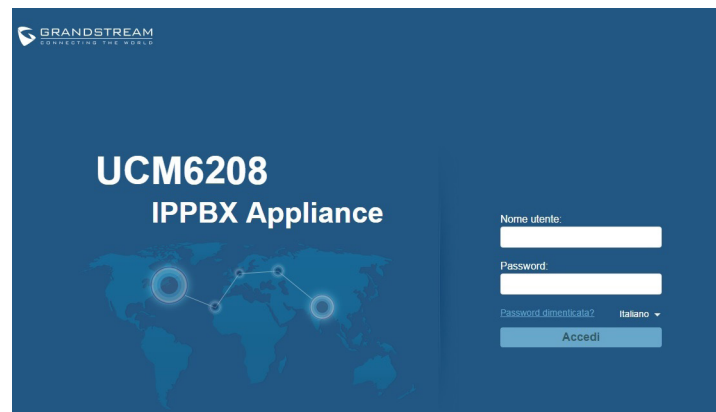 GRANDSTREAM
CONNECTING THE WORLD
UCM6208
IPPBX Appliance
Nome utente:
Password:
Password dimenticata?
Italiano
Accedi